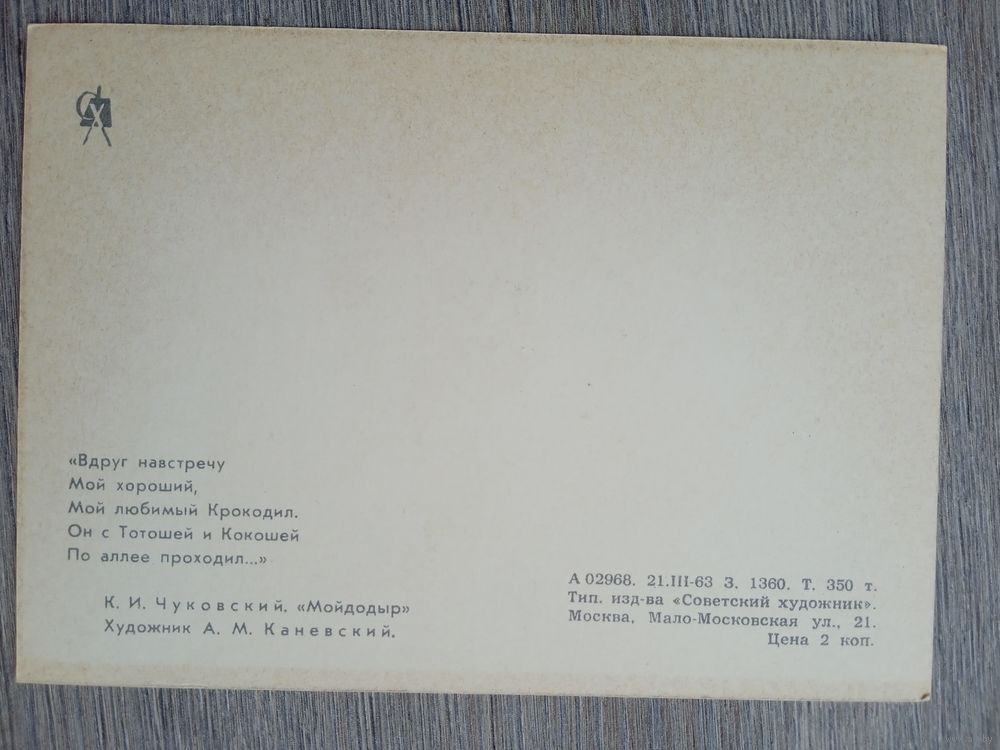 «Вдруг навстречу
Мой хороший,
Мой любимый Крокодил.
Он с Тотошей и Кокошей
По аллее проходил...»
К. И. Чуковский. «Мойдодыр»
Художник А. М. Каневский.
А 02968. 21.III-63 З. 1360. Т. 350 т.
Тип. изд-ва «Советский художник».
Москва, Мало-Московская ул., 21.
Цена 2 коп.